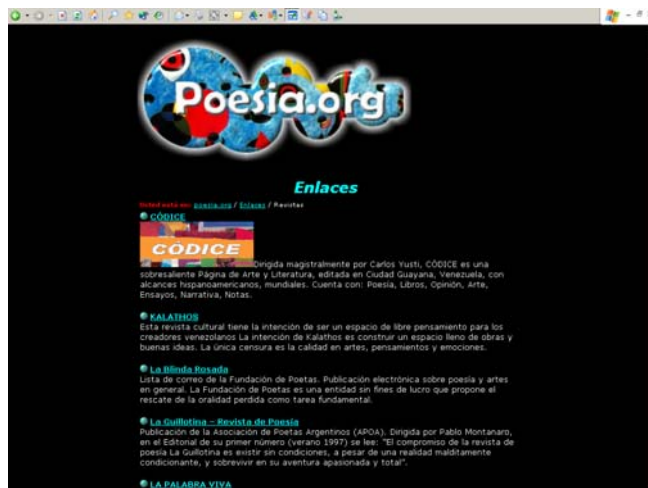 Poesia.org
Enlaces
Usted está en: poesia.org / Enlaces / Revistas
CÓDICE
CÓDICE
Dirigida magistralmente por Carlos Yusti, CÓDICE es una
sobresaliente Página de Arte y Literatura, editada en Ciudad Guayana, Venezuela, con
alcances hispanoamericanos, mundiales. Cuenta con: Poesía, Libros, Opinión, Arte,
Ensayos, Narrativa, Notas.
KALATHOS
Esta revista cultural tiene la intención de ser un espacio de libre pensamiento para los
creadores venezolanos La intención de Kalathos es construir un espacio lleno de obras y
buenas ideas. La única censura es la calidad en artes, pensamientos y emociones.
La Blinda Rosada
Lista de correo de la Fundación de Poetas. Publicación electrónica sobre poesía y artes
en general. La Fundación de Poetas es una entidad sin fines de lucro que propone el
rescate de la oralidad perdida como tarea fundamental.
La Guillotina - Revista de Poesía
Publicación de la Asociación de Poetas Argentinos (APOA). Dirigida por Pablo Montanaro,
en el Editorial de su primer número (verano 1997) se lee: "El compromiso de la revista de
poesía La Guillotina es existir sin condiciones, a pesar de una realidad malditamente
condicionante, y sobrevivir en su aventura apasionada y total".
LA PALABRA VIVA